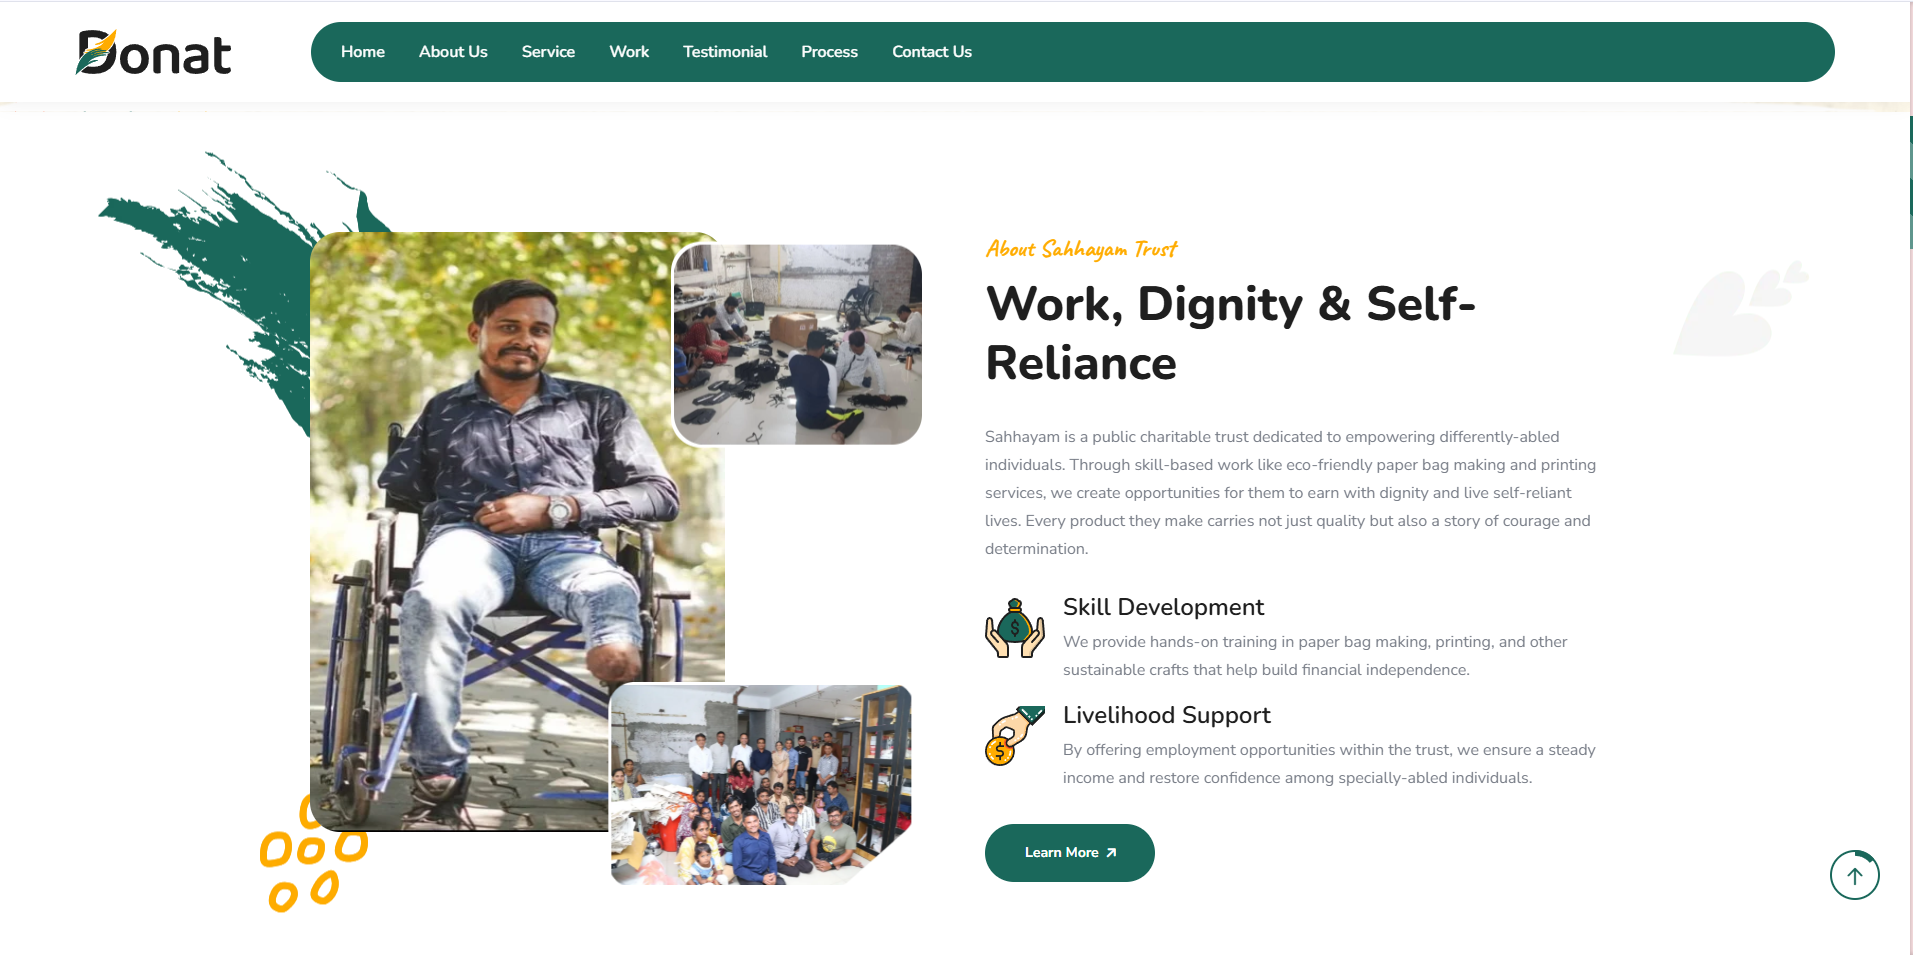 Donat
Home About Us Service Work Testimonial Process Contact Us
About Sahhayam Trust
Work, Dignity & Self-
Reliance
Sahhayam is a public charitable trust dedicated to empowering differently-abled
individuals. Through skill-based work like eco-friendly paper bag making and printing
services, we create opportunities for them to earn with dignity and live self-reliant
lives. Every product they make carries not just quality but also a story of courage and
determination.
Skill Development
We provide hands-on training in paper bag making, printing, and other
sustainable crafts that help build financial independence.
Livelihood Support
By offering employment opportunities within the trust, we ensure a steady
income and restore confidence among specially-abled individuals.
Learn More